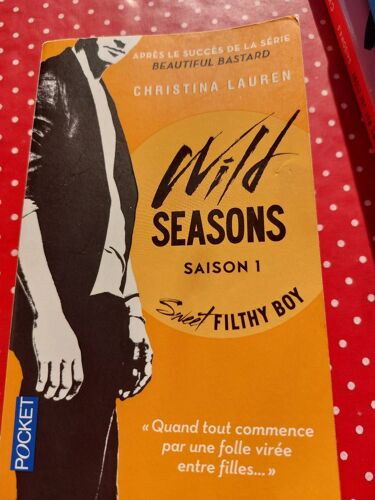 APRÈS LE SUCCÈS DE LA SÉRIE
BEAUTIFUL BASTARD
CHRISTINA LAUREN
Wild
SEASONS
SAISON 1
Sweet FILTHY BOY
« Quand tout commence
par une folle virée
entre filles... »
POCKET